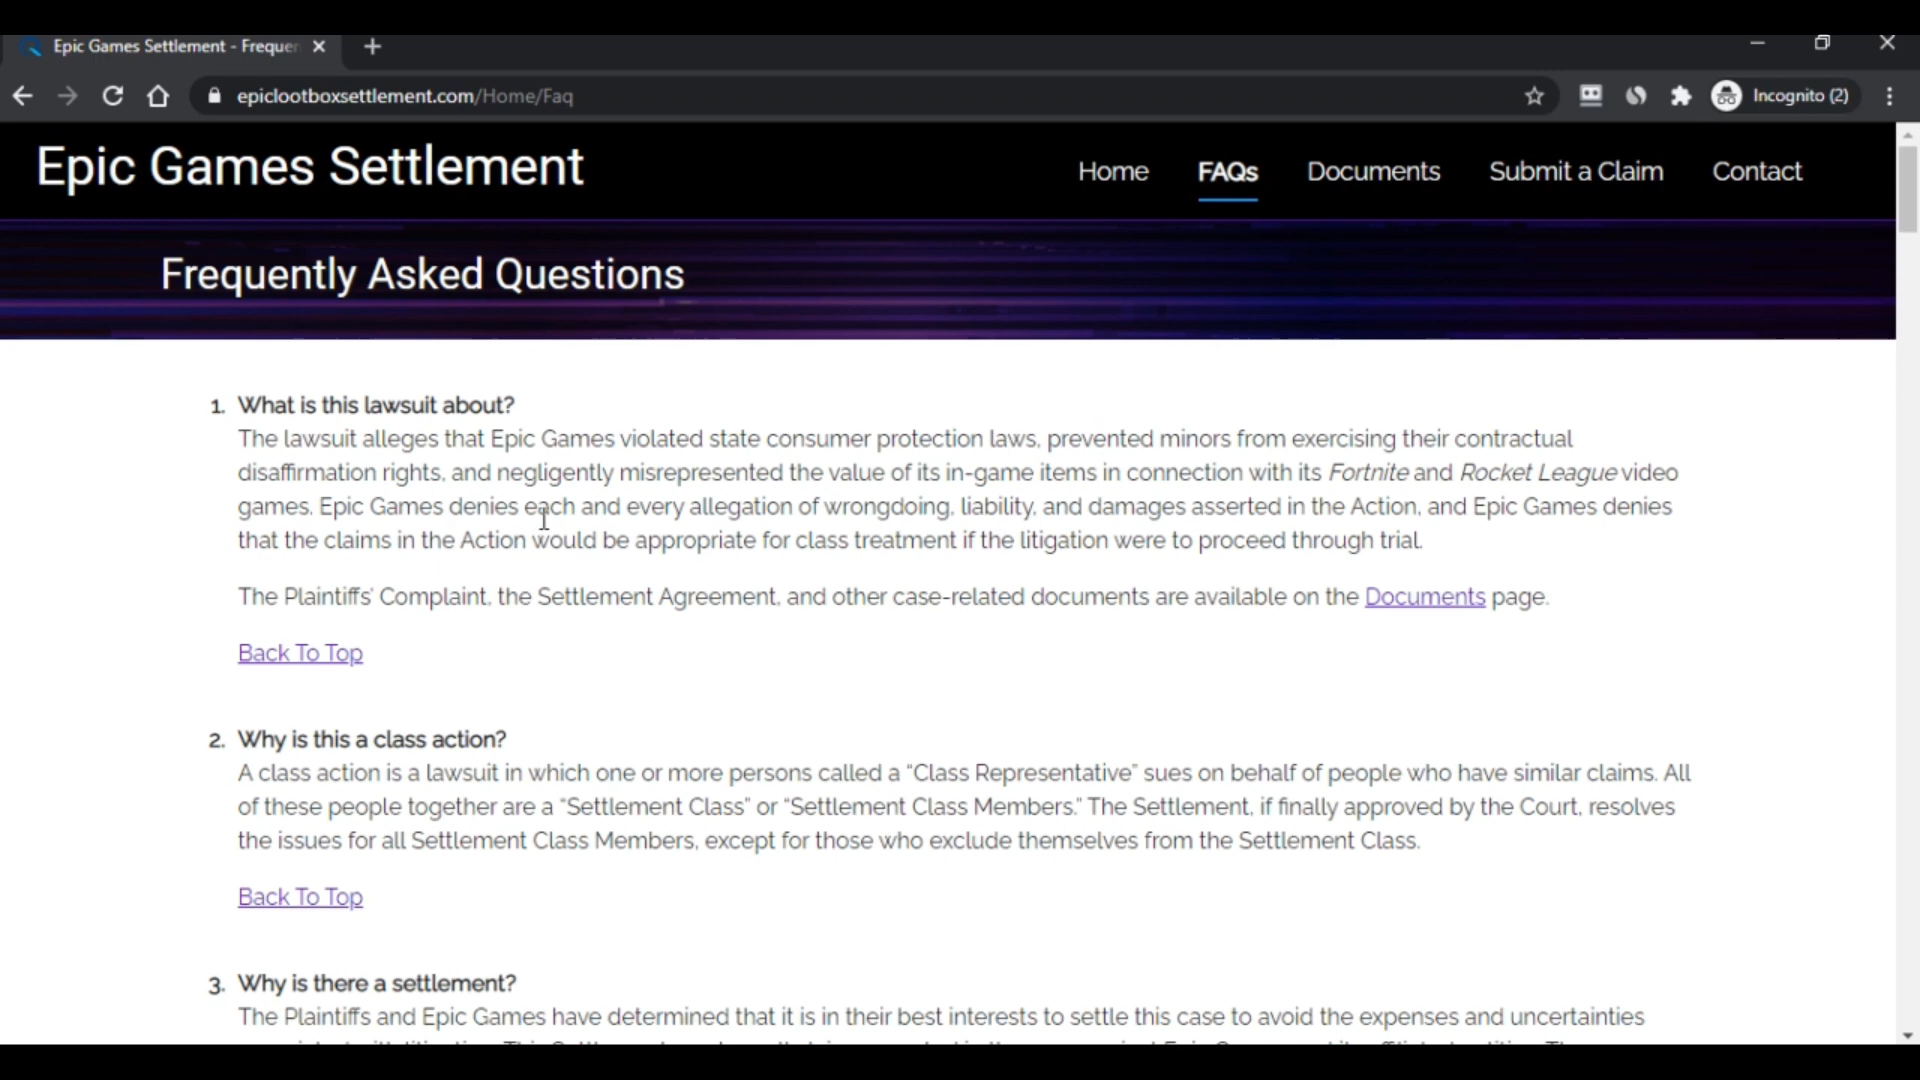 Epic Games Settlement - Frequen
epiclootboxsettlement.com/Home/Faq
Incognito (2)
Epic Games Settlement
Home FAQs Documents Submit a Claim Contact
Frequently Asked Questions
1. What is this lawsuit about?
The lawsuit alleges that Epic Games violated state consumer protection laws, prevented minors from exercising their contractual
disaffirmation rights, and negligently misrepresented the value of its in-game items in connection with its Fortnite and Rocket League video
games. Epic Games denies each and every allegation of wrongdoing, liability, and damages asserted in the Action, and Epic Games denies
that the claims in the Action would be appropriate for class treatment if the litigation were to proceed through trial.
The Plaintiffs' Complaint, the Settlement Agreement, and other case-related documents are available on the Documents page.
Back To Top
2. Why is this a class action?
A class action is a lawsuit in which one or more persons called a “Class Representative” sues on behalf of people who have similar claims. All
of these people together are a “Settlement Class” or “Settlement Class Members.” The Settlement, if finally approved by the Court, resolves
the issues for all Settlement Class Members, except for those who exclude themselves from the Settlement Class.
Back To Top
3. Why is there a settlement?
The Plaintiffs and Epic Games have determined that it is in their best interests to settle this case to avoid the expenses and uncertainties